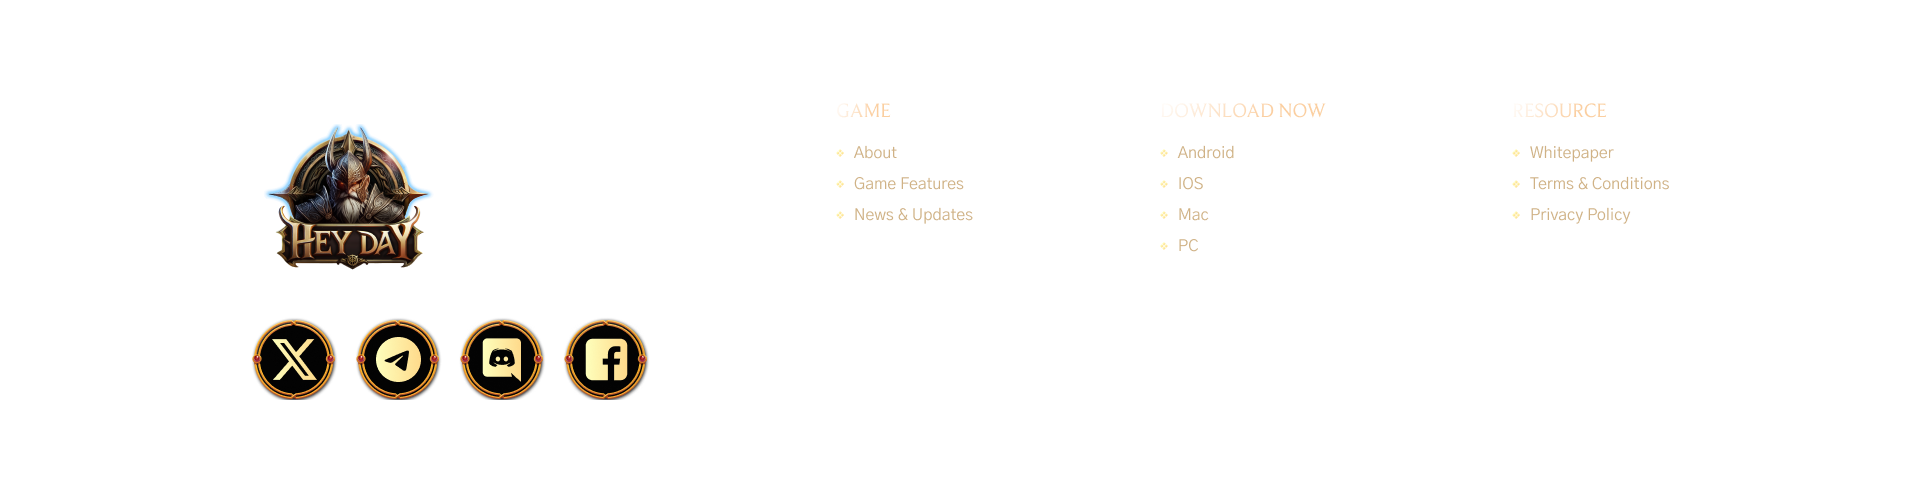 HEY DAY
GAME
About
Game Features
News & Updates
DOWNLOAD NOW
Android
IOS
Mac
PC
RESOURCE
Whitepaper
Terms & Conditions
Privacy Policy